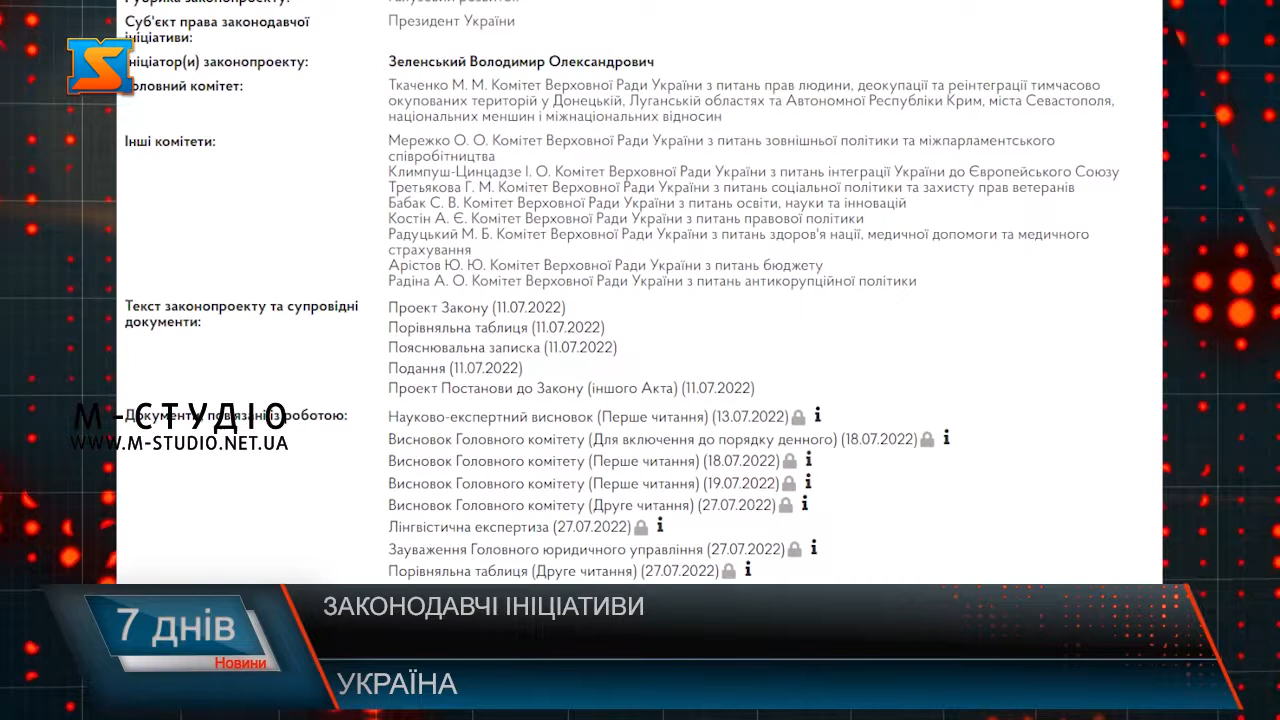 Суб'єкт права законодавчої
ініціативи:
Президент України
ніціатор(и) законопроекту:
Зеленський Володимир Олександрович
оловний комітет:
Ткаченко М. М. Комітет Верховної Ради України з питань прав людини, деокупації та реінтеграції тимчасово
окупованих територій у Донецькій, Луганській областях та Автономної Республіки Крим, міста Севастополя,
національних меншин і міжнаціональних відносин
Інші комітети:
Мережко О. О. Комітет Верховної Ради України з питань зовнішньої політики та міжпарламентського
співробітництва
Климпуш-Цинцадзе І. О. Комітет Верховної Ради України з питань інтеграції України до Європейського Союзу
Третьякова Г. М. Комітет Верховної Ради України з питань соціальної політики та захисту прав ветеранів
Бабак С. В. Комітет Верховної Ради України з питань освіти, науки та інновацій
Костін А. Є. Комітет Верховної Ради України з питань правової політики
Радуцький М. Б. Комітет Верховної Ради України з питань здоров'я нації, медичної допомоги та медичного
страхування
Арістов Ю. Ю. Комітет Верховної Ради України з питань бюджету
Радіна А. О. Комітет Верховної Ради України з питань антикорупційної політики
Текст законопроекту та супровідні
документи:
Проект Закону (11.07.2022)
Порівняльна таблиця (11.07.2022)
Пояснювальна записка (11.07.2022)
Подання (11.07.2022)
Проект Постанови до Закону (іншого Акта) (11.07.2022)
Документи, пов'язані із роботою:
М-СТУДІО
WWW.M-STUDIO.NET.UA
Науково-експертний висновок (Перше читання) (13.07.2022) i
Висновок Головного комітету (Для включення до порядку денного) (18.07.2022) i
Висновок Головного комітету (Перше читання) (18.07.2022) i
Висновок Головного комітету (Перше читання) (19.07.2022) i
Висновок Головного комітету (Друге читання) (27.07.2022) i
Лінгвістична експертиза (27.07.2022) i
Зауваження Головного юридичного управління (27.07.2022) i
Порівняльна таблиця (Друге читання) (27.07.2022) i
7 днів
Новини
ЗАКОНОДАВЧІ ІНІЦІАТИВИ
УКРАЇНА